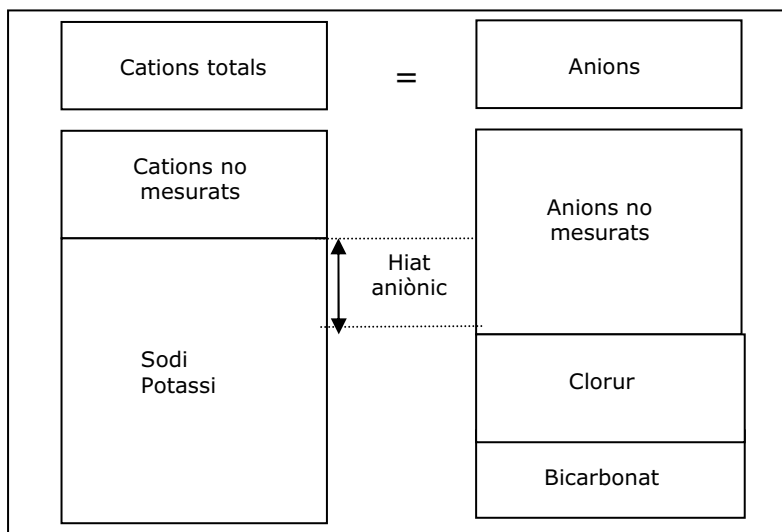 Cations totals
=
Anions
Cations no
mesurats
Anions no
mesurats
Hiat
aniònic
Sodi
Potassi
Clorur
Bicarbonat